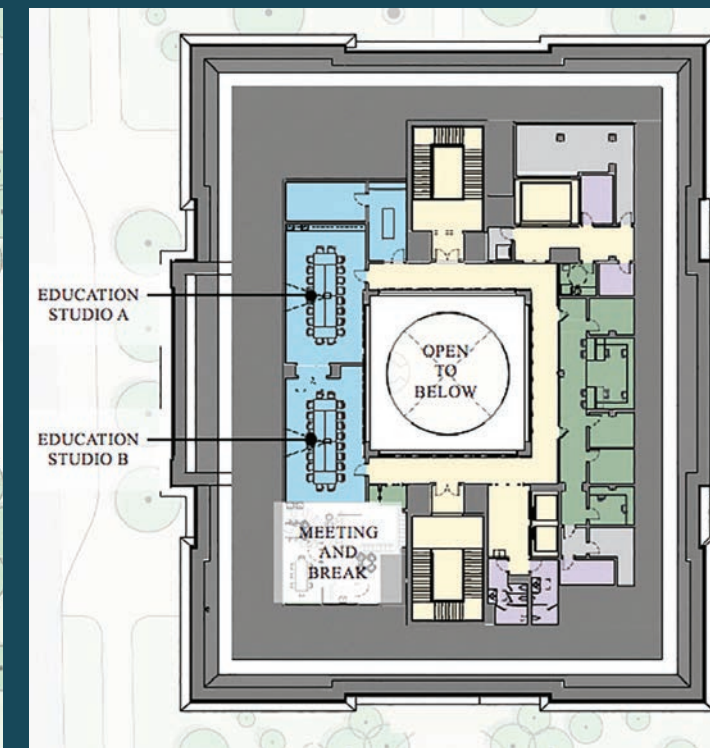 EDUCATION
STUDIO A
OPEN
TO
BELOW
EDUCATION
STUDIO B
MEETING
AND
BREAK